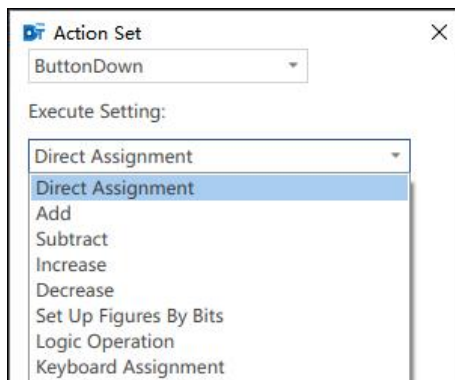 Action Set
ButtonDown
Execute Setting:
Direct Assignment
Direct Assignment
Add
Subtract
Increase
Decrease
Set Up Figures By Bits
Logic Operation
Keyboard Assignment